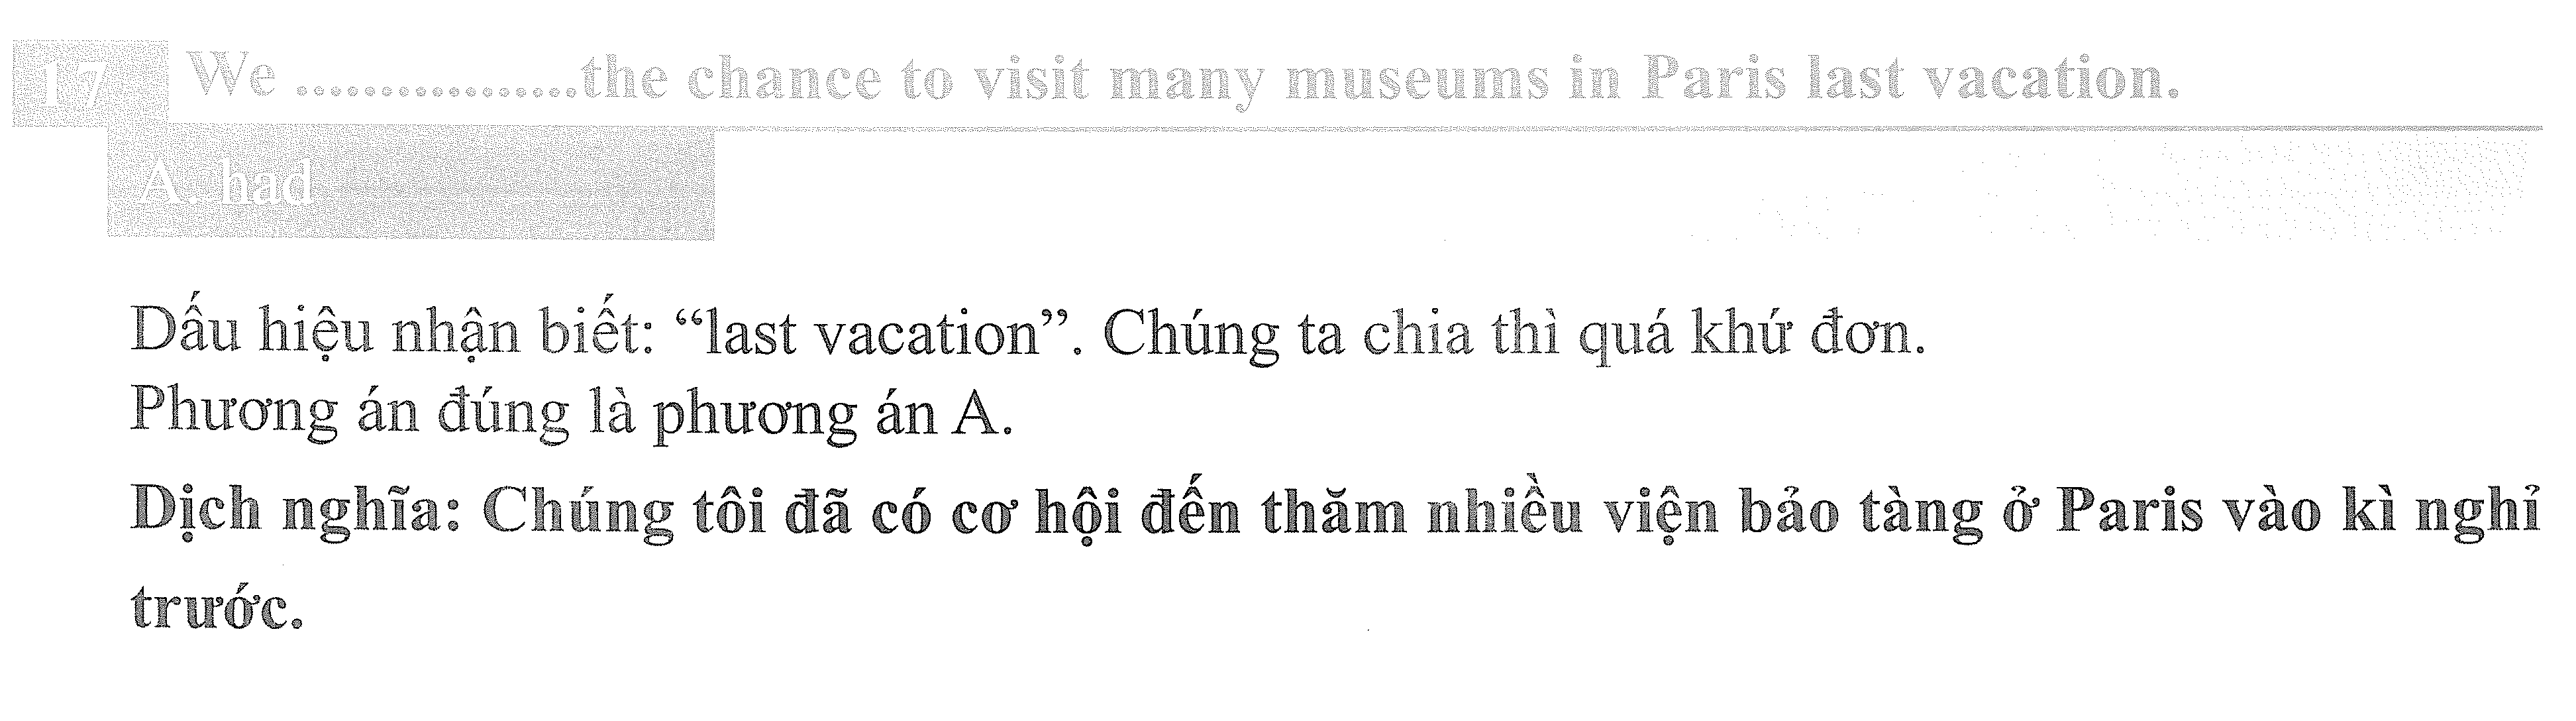 17 We .................the chance to visit many museums in Paris last vacation.
A. had
Dấu hiệu nhận biết: “last vacation”. Chúng ta chia thì quá khứ đơn.
Phương án đúng là phương án A.
Dịch nghĩa: Chúng tôi đã có cơ hội đến thăm nhiều viện bảo tàng ở Paris vào kì nghỉ
trước.